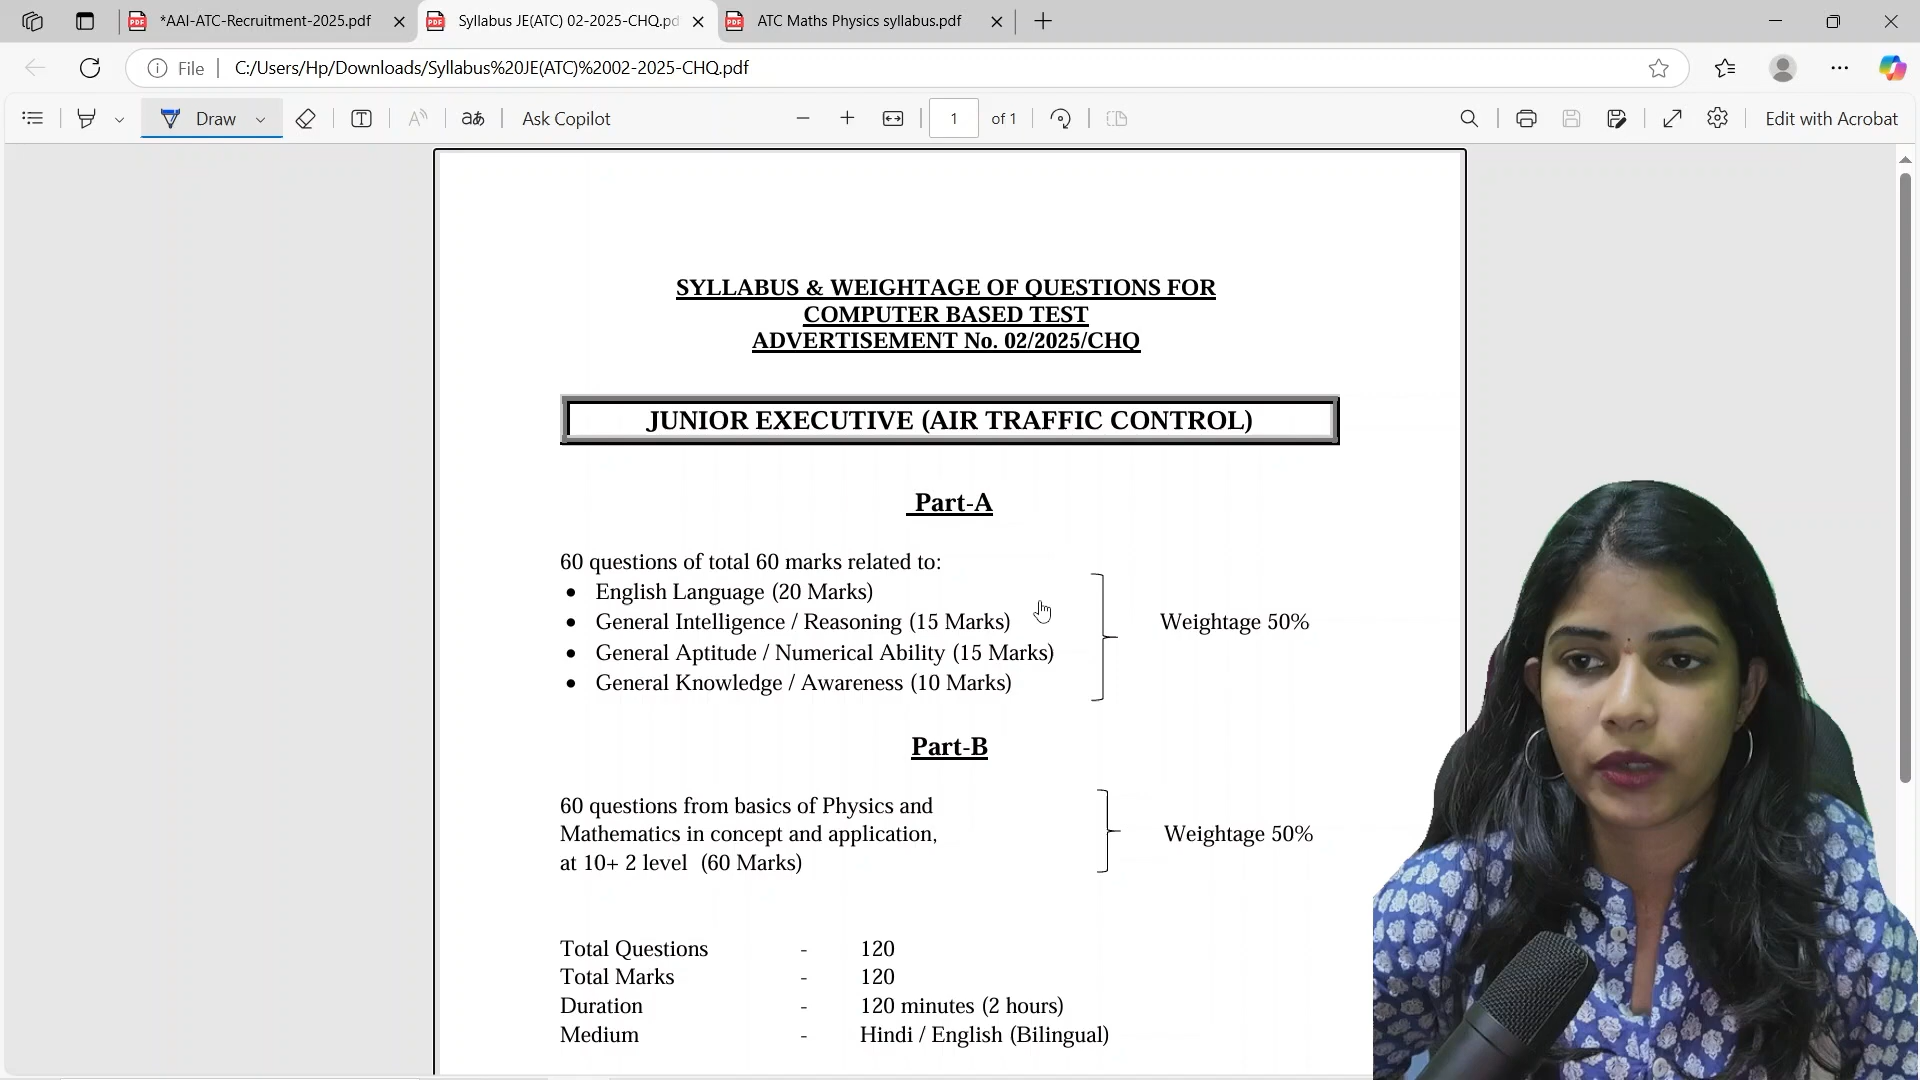 *AAI-ATC-Recruitment-2025.pdf
Syllabus JE(ATC) 02-2025-CHQ.pd
ATC Maths Physics syllabus.pdf
File
C:/Users/Hp/Downloads/Syllabus%20JE(ATC)%2002-2025-CHQ.pdf
Draw
aあ
Ask Copilot
1
of 1
Edit with Acrobat
SYLLABUS & WEIGHTAGE OF QUESTIONS FOR
COMPUTER BASED TEST
ADVERTISEMENT No. 02/2025/CHQ
JUNIOR EXECUTIVE (AIR TRAFFIC CONTROL)
Part-A
60 questions of total 60 marks related to:
• English Language (20 Marks)
• General Intelligence / Reasoning (15 Marks)
• General Aptitude / Numerical Ability (15 Marks)
• General Knowledge / Awareness (10 Marks)
Weightage 50%
Part-B
60 questions from basics of Physics and
Mathematics in concept and application,
at 10+ 2 level (60 Marks)
Weightage 50%
Total Questions - 120
Total Marks - 120
Duration - 120 minutes (2 hours)
Medium - Hindi / English (Bilingual)